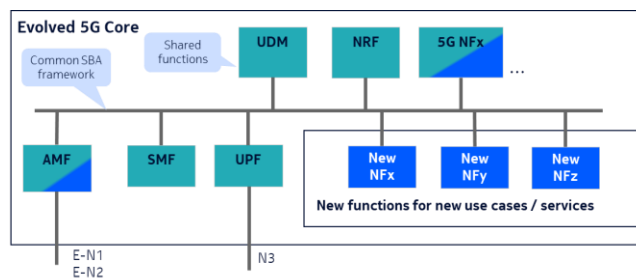 Evolved 5G Core
Common SBA
framework
Shared
functions
UDM
NRF
5G NFx
...
AMF
SMF
UPF
New
NFx
New
NFy
New
NFz
New functions for new use cases / services
E-N1
E-N2
N3